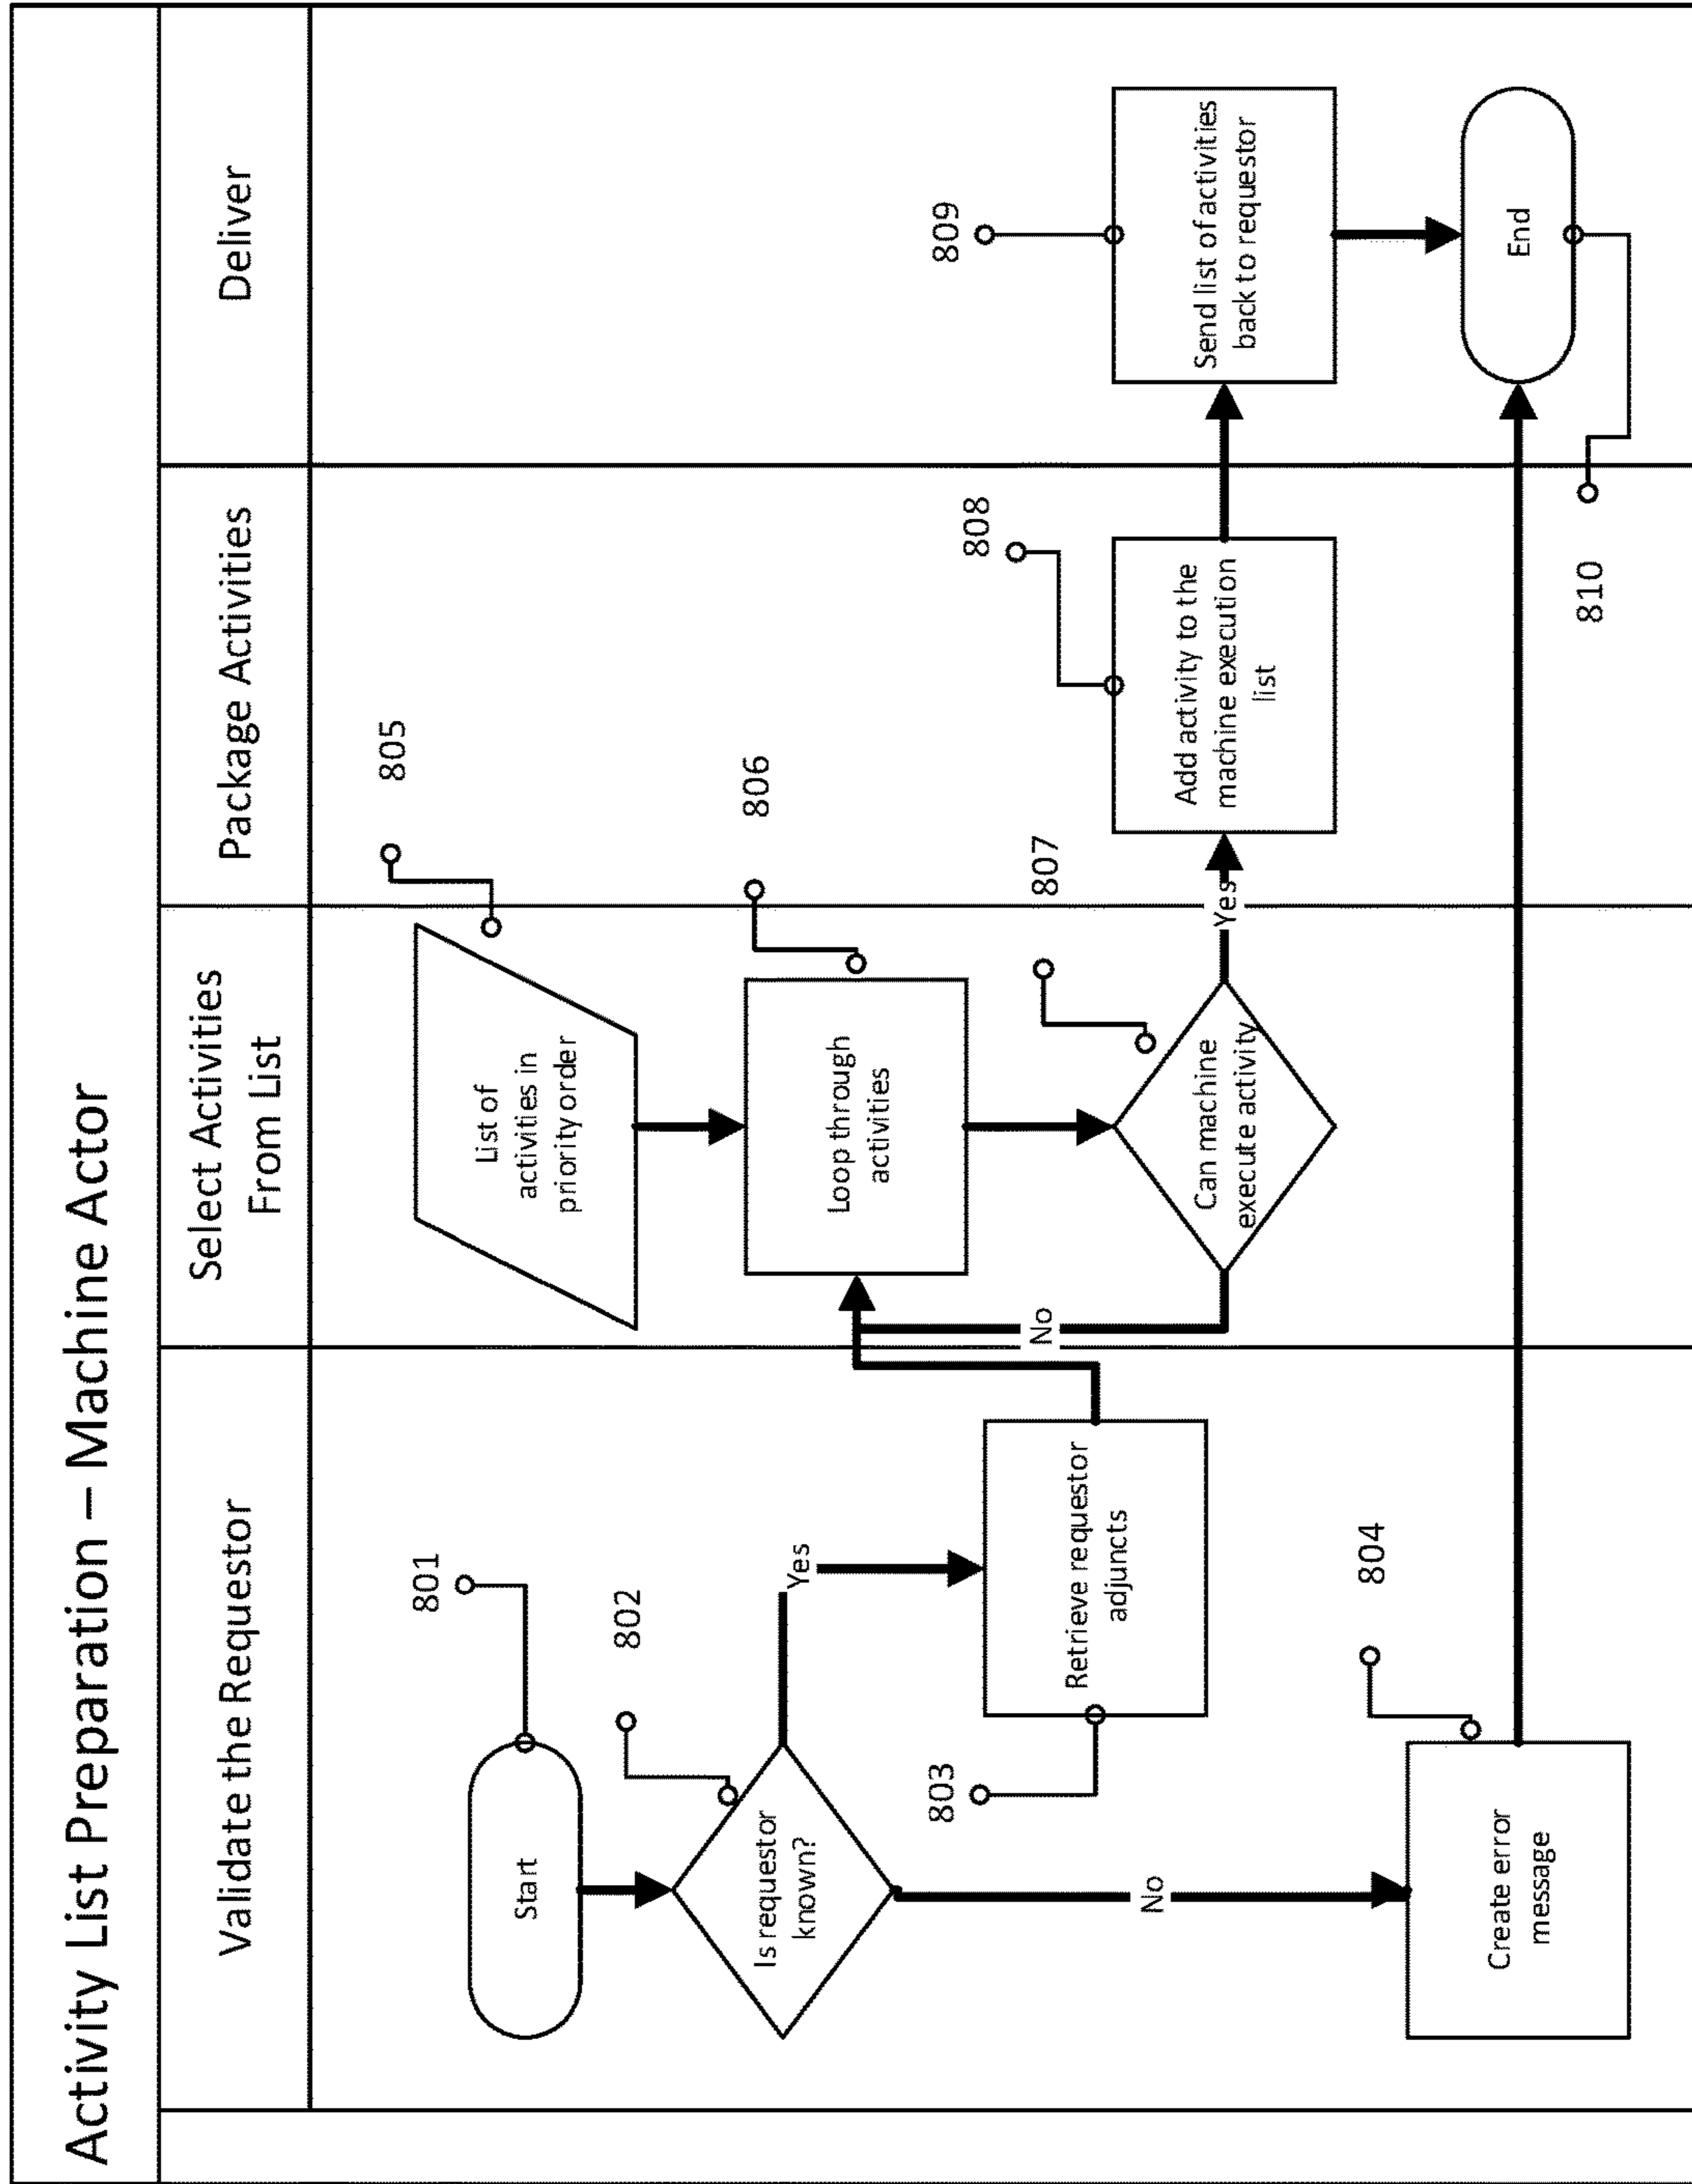 Activity List Preparation – Machine Actor
Validate the Requestor
Select Activities
From List
Package Activities
Deliver
801
Start
802
Is requestor
known?
Yes
No
803
Retrieve requestor
adjuncts
804
Create error
message
805
List of
activities in
priority order
806
Loop through
activities
807
Can machine
execute activity
No
Yes
808
Add activity to the
machine execution
list
809
Send list of activities
back to requestor
End
810